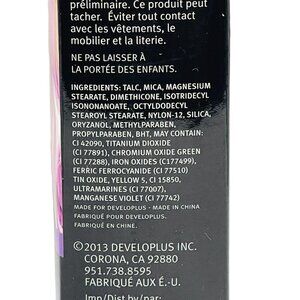 préliminaire. Ce produit peut
tacher. Éviter tout contact
avec les vêtements, le
mobilier et la literie.
NE PAS LAISSER À
LA PORTÉE DES ENFANTS.
INGREDIENTS: TALC, MICA, MAGNESIUM
STEARATE, DIMETHICONE, ISOTRIDECYL
ISONONANOATE, OCTYLDODECYL
STEAROYL STEARATE, NYLON-12, SILICA,
ORYZANOL, METHYLPARABEN,
PROPYLPARABEN, BHT, MAY CONTAIN:
CI 42090, TITANIUM DIOXIDE
(CI 77891), CHROMIUM OXIDE GREEN
(CI 77288), IRON OXIDES (C177499),
FERRIC FERROCYANIDE (CI 77510)
TIN OXIDE, YELLOW 5, CI 15850,
ULTRAMARINES (CI 77007),
MANGANESE VIOLET (CI 77742)
MADE FOR DEVELOPLUS - MADE IN CHINA
FABRIQUÉ POUR DEVELOPLUS - FABRIQUÉ EN
CHINE
©2013 DEVELOPLUS INC.
CORONA, CA 92880
951.738.8595
FABRIQUÉ AUX É.-U.
Imp/Dist by/par: